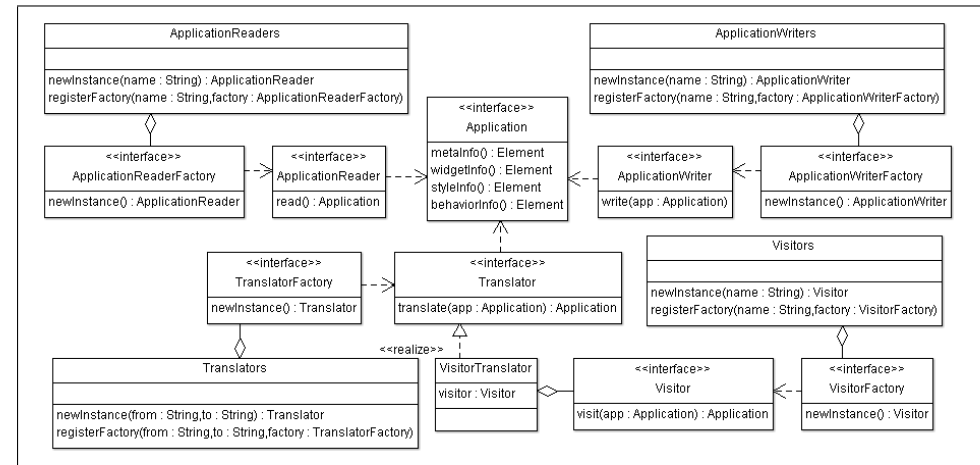 ApplicationReaders
newInstance(name : String) : ApplicationReader
registerFactory(name : String,factory : ApplicationReaderFactory)
ApplicationWriters
newInstance(name : String) : ApplicationWriter
registerFactory(name : String,factory : ApplicationWriterFactory)
<<interface>>
Application
metaInfo() : Element
widgetInfo() : Element
styleInfo() : Element
behaviorInfo() : Element
<<interface>>
ApplicationReaderFactory
newInstance() : ApplicationReader
<<interface>>
ApplicationReader
read() : Application
<<interface>>
ApplicationWriter
write(app : Application)
<<interface>>
ApplicationWriterFactory
newInstance() : ApplicationWriter
<<interface>>
TranslatorFactory
newInstance() : Translator
<<interface>>
Translator
translate(app : Application) : Application
Visitors
newInstance(name : String) : Visitor
registerFactory(name : String,factory : VisitorFactory)
<<realize>>
Translators
newInstance(from : String,to : String) : Translator
registerFactory(from : String,to : String,factory : TranslatorFactory)
VisitorTranslator
visitor : Visitor
<<interface>>
Visitor
visit(app : Application) : Application
<<interface>>
VisitorFactory
newInstance() : Visitor